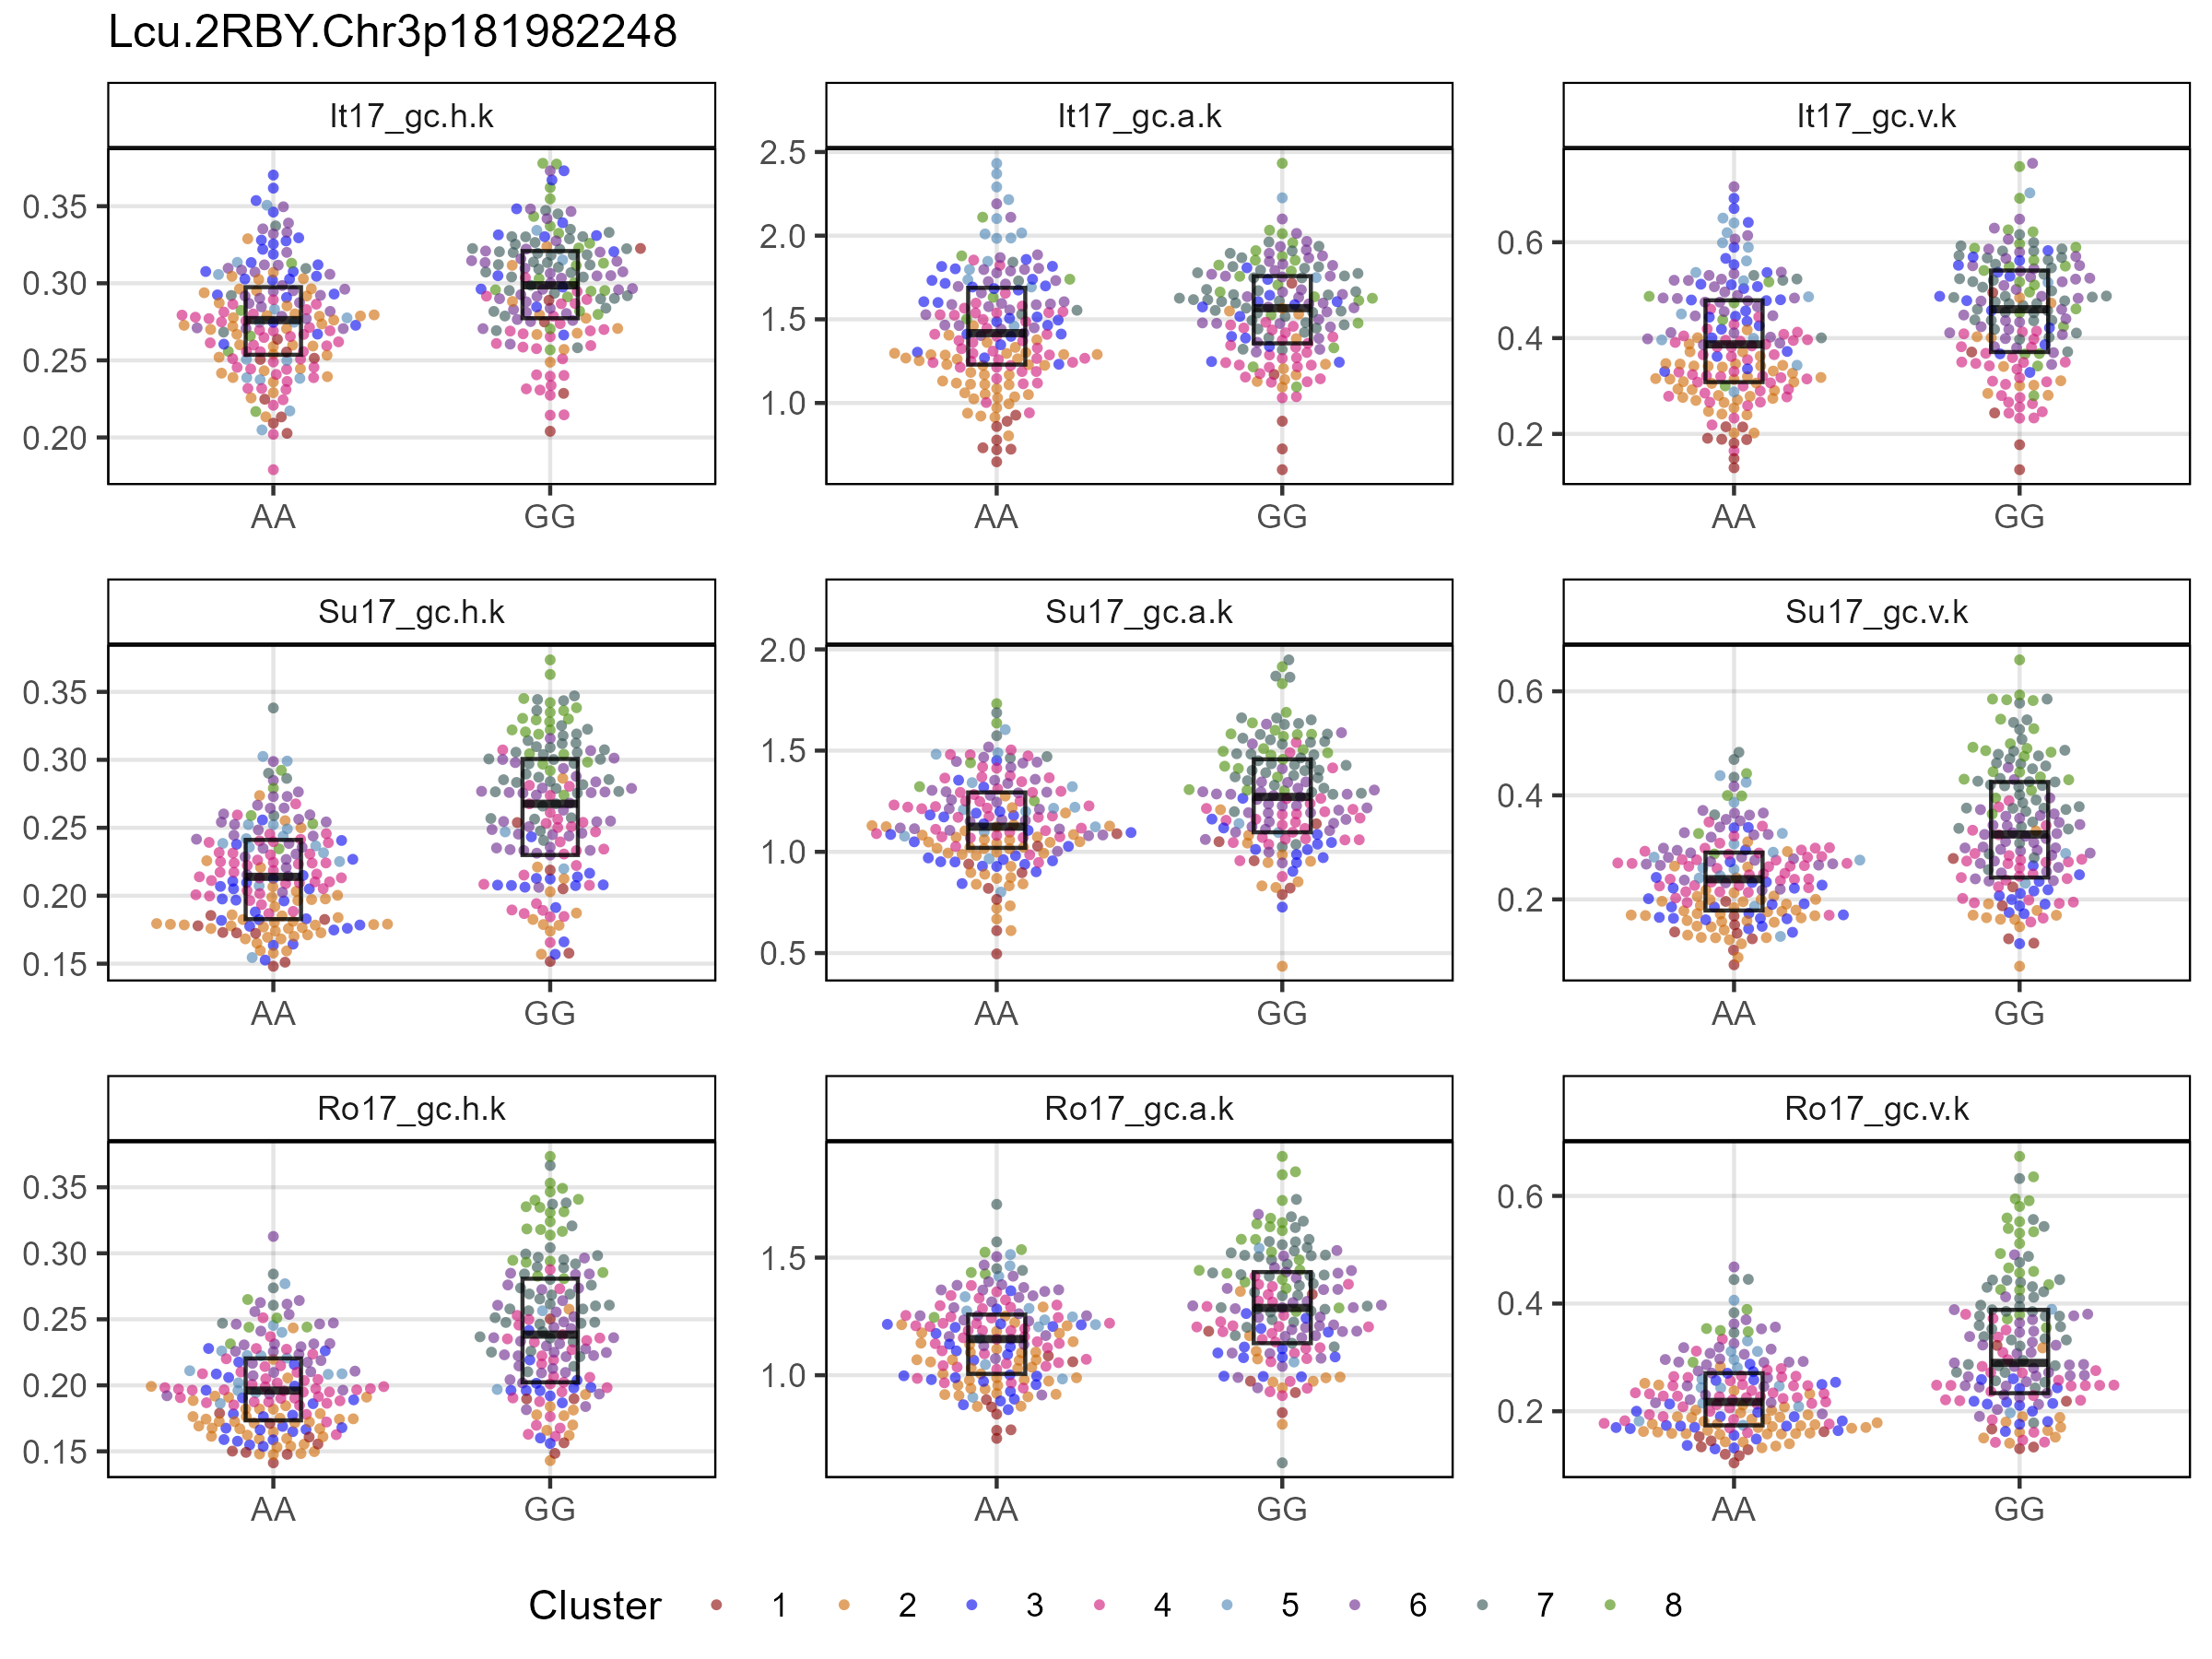 Lcu.2RBY.Chr3p181982248
It17_gc.h.k It17_gc.a.k It17_gc.v.k
0.35
0.30
0.25
0.20
AA GG
2.5
2.0
1.5
1.0
AA GG
0.6
0.4
0.2
AA GG
Su17_gc.h.k Su17_gc.a.k Su17_gc.v.k
0.35
0.30
0.25
0.20
0.15
AA GG
2.0
1.5
1.0
0.5
AA GG
0.6
0.4
0.2
AA GG
Ro17_gc.h.k Ro17_gc.a.k Ro17_gc.v.k
0.35
0.30
0.25
0.20
0.15
AA GG
1.5
1.0
AA GG
0.6
0.4
0.2
AA GG
Cluster 1 2 3 4 5 6 7 8